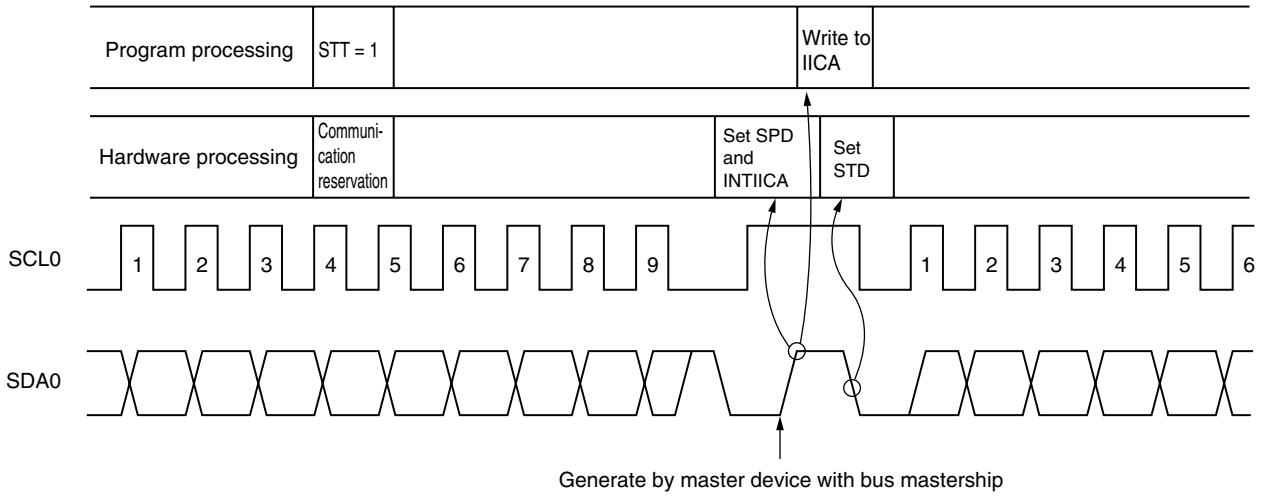 Program processing
STT = 1
Write to
IICA
Hardware processing
Communi-
cation
reservation
Set SPD
and
INTIICA
Set
STD
SCL0
1 2 3 4 5 6 7 8 9 1 2 3 4 5 6
SDA0
Generate by master device with bus mastership